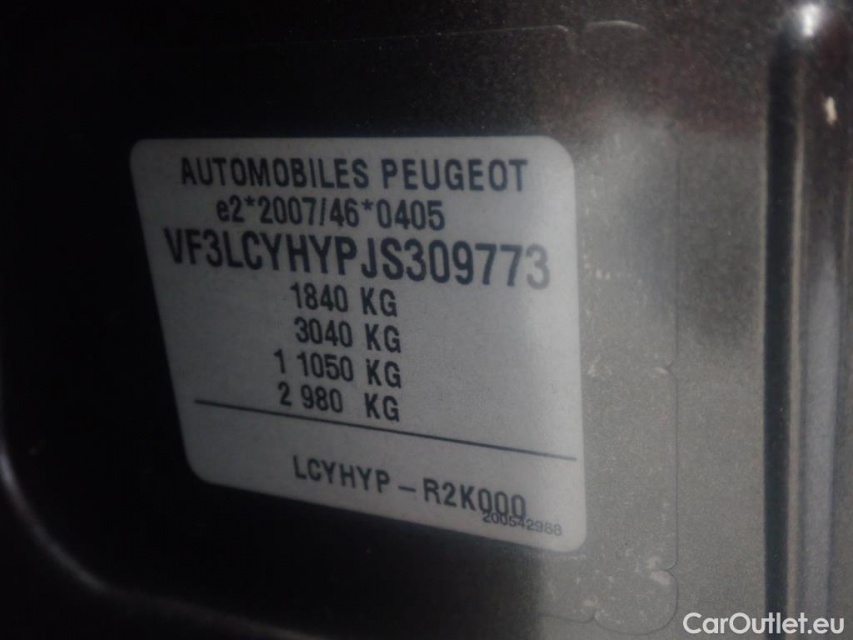 AUTOMOBILES PEUGEOT
e2*2007/46*0405
VF3LCYHYPJS309773
1840 KG
3040 KG
1 1050 KG
2 980 KG
LCYHYP - R2K000
200542988
CarOutlet.eu